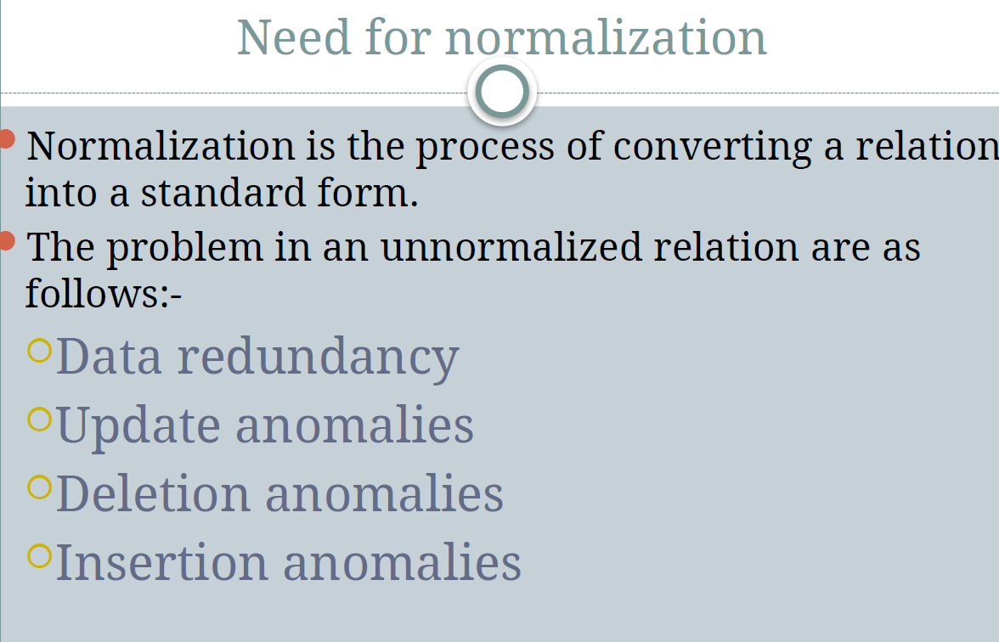 Need for normalization
Normalization is the process of converting a relation
into a standard form.
The problem in an unnormalized relation are as
follows:-
Data redundancy
Update anomalies
Deletion anomalies
Insertion anomalies